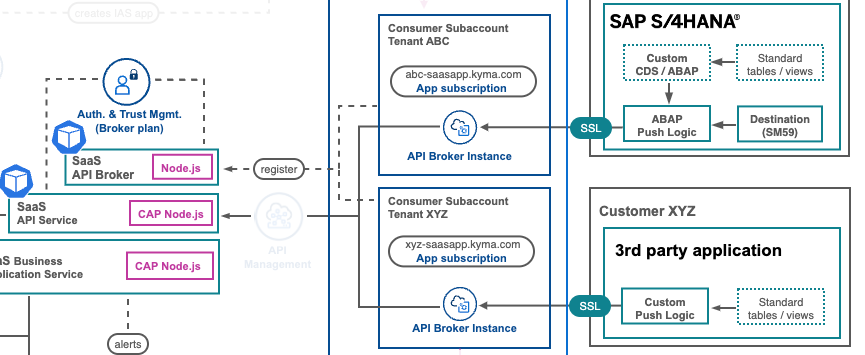 creates IAS app
Auth. & Trust Mgmt.
(Broker plan)
SaaS
API Broker
Node.js
SaaS
API Service
CAP Node.js
S Business
plication Service
CAP Node.js
alerts
register
API
Management
Consumer Subaccount
Tenant ABC
abc-saasapp.kyma.com
App subscription
API Broker Instance
Consumer Subaccount
Tenant XYZ
xyz-saasapp.kyma.com
App subscription
API Broker Instance
SSL
SSL
SAP S/4HANA®
Custom
CDS / ABAP
Standard
tables / views
ABAP
Push Logic
Destination
(SM59)
Customer XYZ
3rd party application
Custom
Push Logic
Standard
tables / views